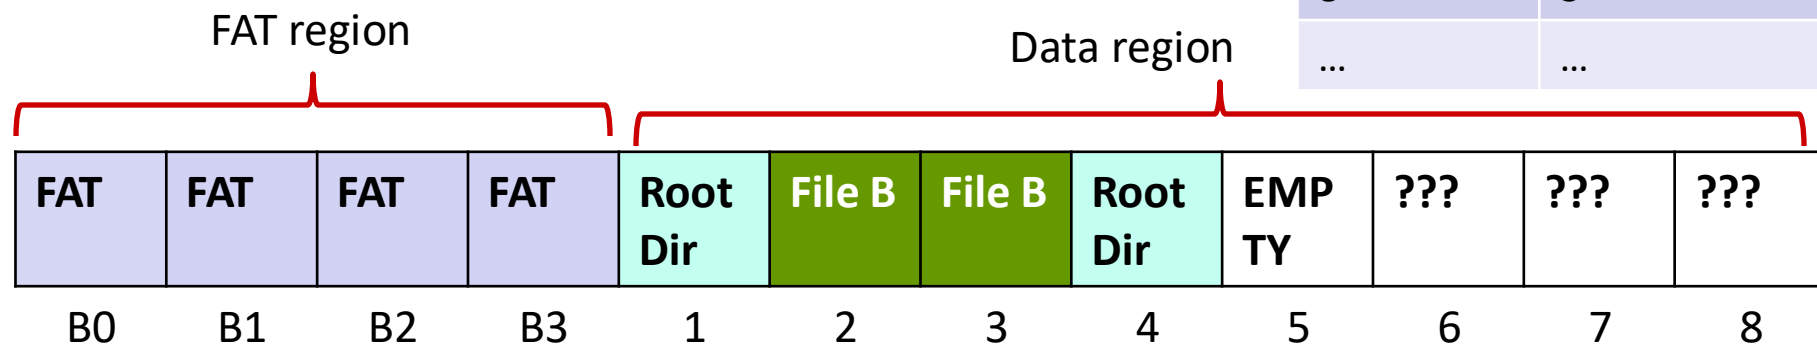 FAT region
Data region
… …
FAT FAT FAT FAT Root Dir File B File B Root Dir EMP TY ??? ??? ???
B0 B1 B2 B3 1 2 3 4 5 6 7 8